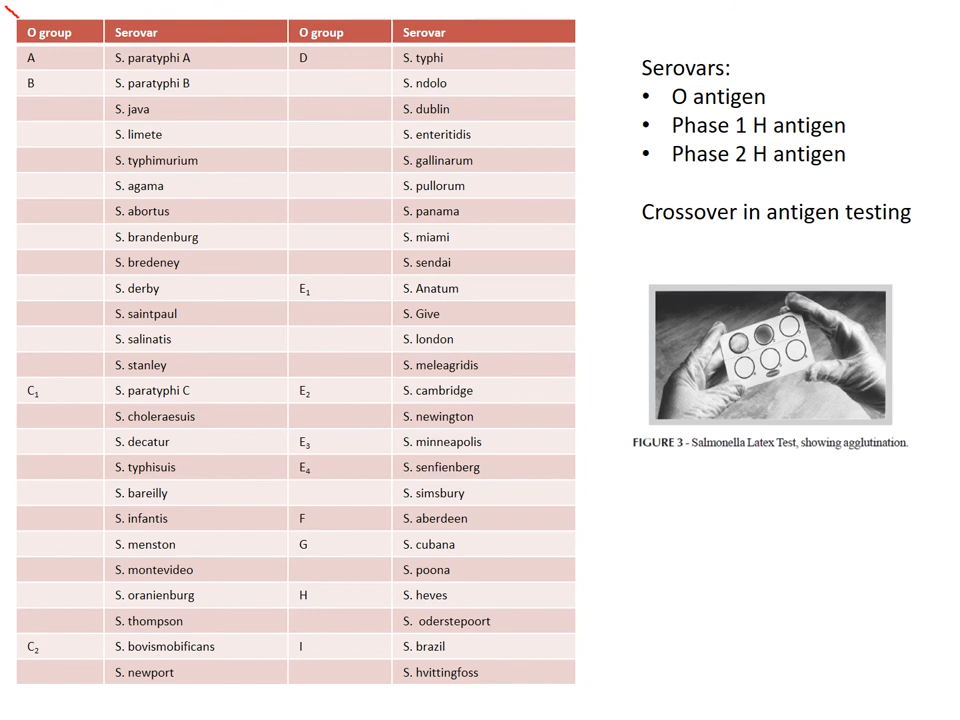 O group Serovar O group Serovar
A S. paratyphi A D S. typhi
B S. paratyphi B S. ndolo
S. java S. dublin
S. limete S. enteritidis
S. typhimurium S. gallinarum
S. agama S. pullorum
S. abortus S. panama
S. brandenburg S. miami
S. bredeney S. sendai
S. derby E1 S. Anatum
S. saintpaul S. Give
S. salinatis S. london
S. stanley S. meleagridis
C1 S. paratyphi C E2 S. cambridge
S. choleraesuis S. newington
S. decatur E3 S. minneapolis
S. typhisuis E4 S. senfienberg
S. bareilly S. simsbury
S. infantis F S. aberdeen
S. menston G S. cubana
S. montevideo S. poona
S. oranienburg H S. heves
S. thompson S. oderstepoort
C2 S. bovismobificans I S. brazil
S. newport S. hvittingfoss
Serovars:
• O antigen
• Phase 1 H antigen
• Phase 2 H antigen
Crossover in antigen testing
FIGURE 3 - Salmonella Latex Test, showing agglutination.